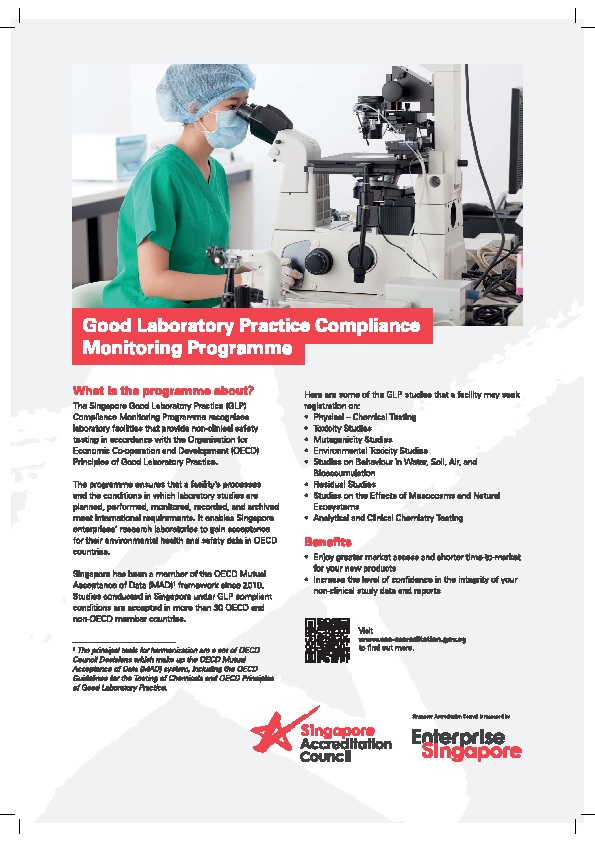 Good Laboratory Practice Compliance
Monitoring Programme
What is the programme about?
The Singapore Good Laboratory Practice (GLP)
Compliance Monitoring Programme recognises
laboratory facilities that provide non-clinical safety
testing in accordance with the Organisation for
Economic Co-operation and Development (OECD)
Principles of Good Laboratory Practice.
The programme ensures that a facility's processes
and the conditions in which laboratory studies are
planned, performed, monitored, recorded, and archived
meet international requirements. It enables Singapore
enterprises' research laboratories to gain acceptance
for their environmental health and safety data in OECD
countries.
Singapore has been a member of the OECD Mutual
Acceptance of Data (MAD)¹ framework since 2010.
Studies conducted in Singapore under GLP compliant
conditions are accepted in more than 30 OECD and
non-OECD member countries.
¹ The principal tools for harmonization are a set of OECD
Council Decisions which make up the OECD Mutual
Acceptance of Data (MAD) system, including the OECD
Guidelines for the Testing of Chemicals and OECD Principles
of Good Laboratory Practice.
Here are some of the GLP studies that a facility may seek
registration on:
• Physical – Chemical Testing
• Toxicity Studies
• Mutagenicity Studies
• Environmental Toxicity Studies
• Studies on Behaviour in Water, Soil, Air, and
Bioaccumulation
• Residual Studies
• Studies on the Effects of Mesocosms and Natural
Ecosystems
• Analytical and Clinical Chemistry Testing
Benefits
• Enjoy greater market access and shorter time-to-market
for your new products
• Increase the level of confidence in the integrity of your
non-clinical study data and reports
Visit
www.sac-accreditation.gov.sg
to find out more.
Singapore
Accreditation
Council
Singapore Accreditation Council is managed by
Enterprise
Singapore